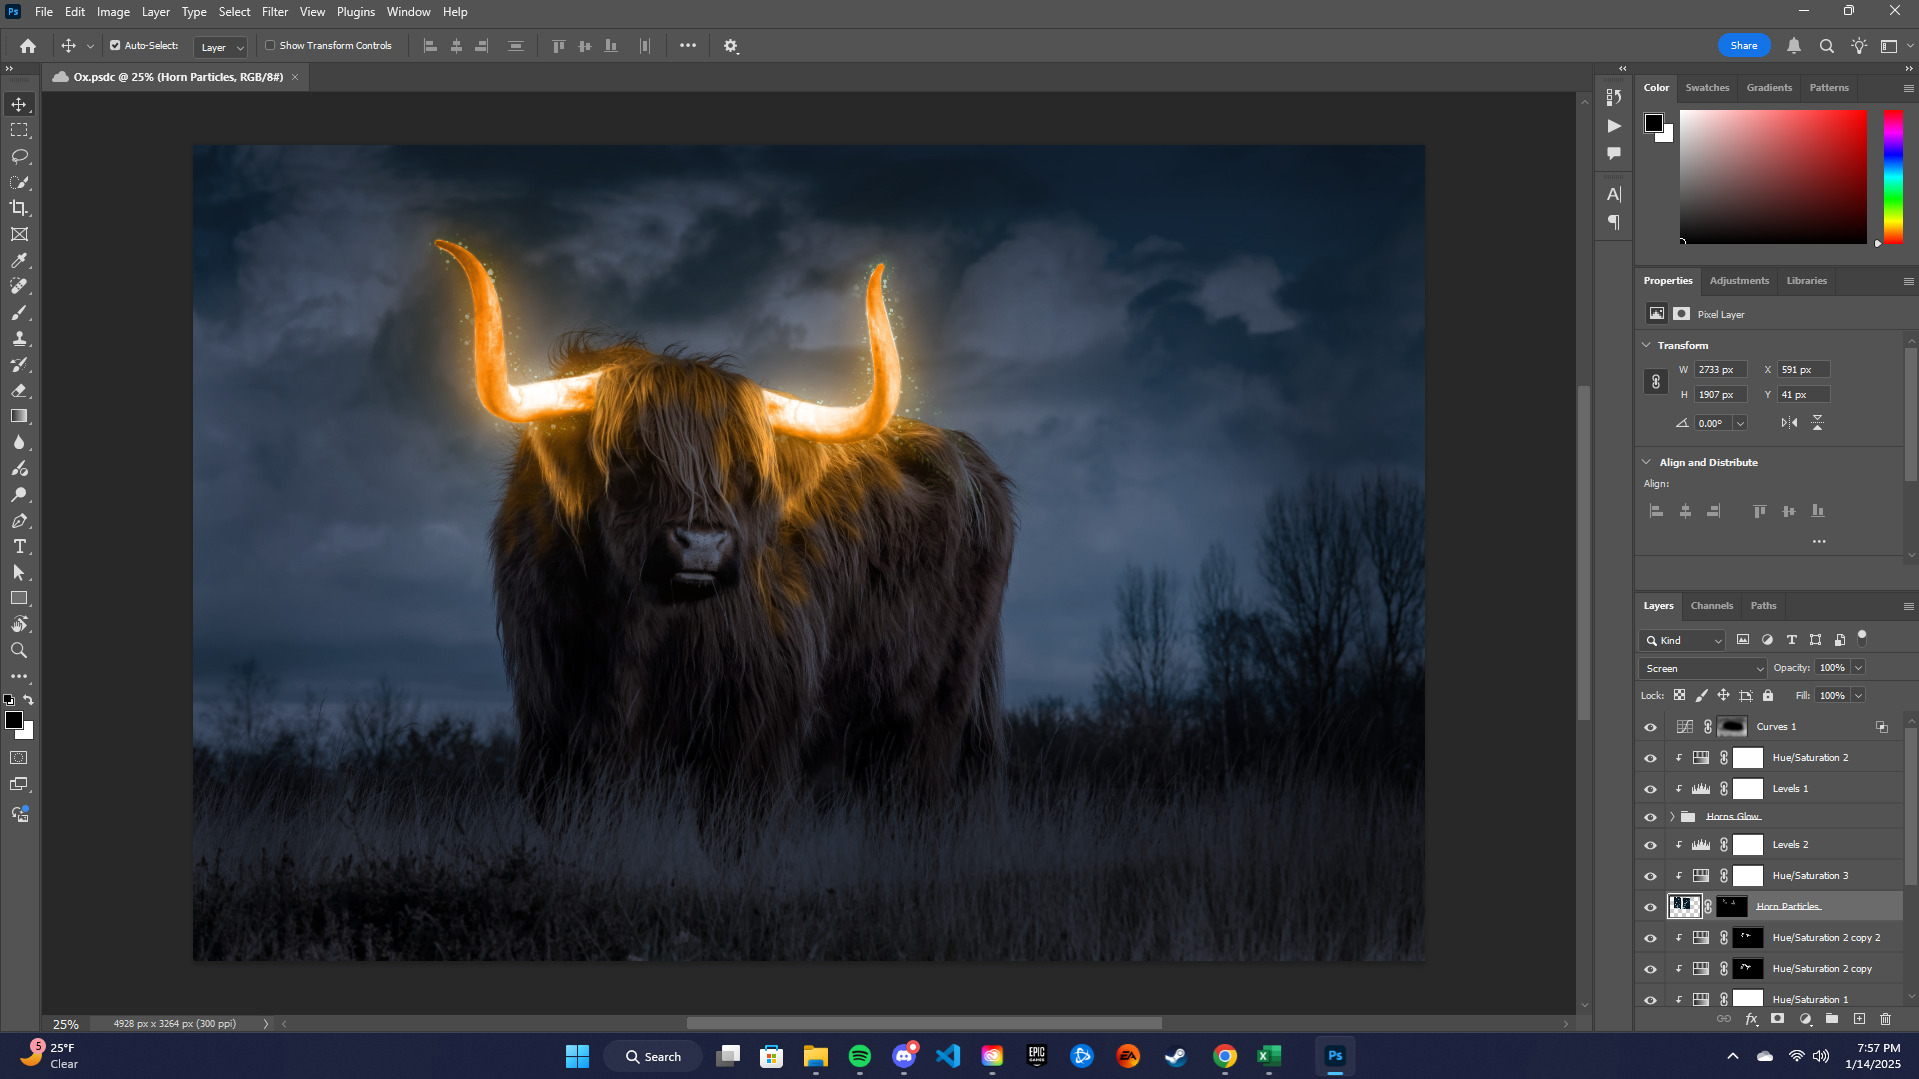 Ps File Edit Image Layer Type Select Filter View Plugins Window Help
Auto-Select: Layer Show Transform Controls Share
Ox.psdc @ 25% (Horn Particles, RGB/8#) ×
Color Swatches Gradients Patterns
Properties Adjustments Libraries
Pixel Layer
Transform
W 2733 px X 591 px
H 1907 px Y 41 px
0.00°
Align and Distribute
Align:
Layers Channels Paths
Kind
Screen Opacity: 100%
Lock: Fill: 100%
Curves 1
Hue/Saturation 2
Levels 1
Horns Glow
Levels 2
Hue/Saturation 3
Horn Particles
Hue/Saturation 2 copy 2
Hue/Saturation 2 copy
Hue/Saturation 1
fx
25% 4928 px x 3264 px (300 ppi)
5 25°F
Clear
Search
EPIC GAMES
EA
Ps
7:57 PM
1/14/2025